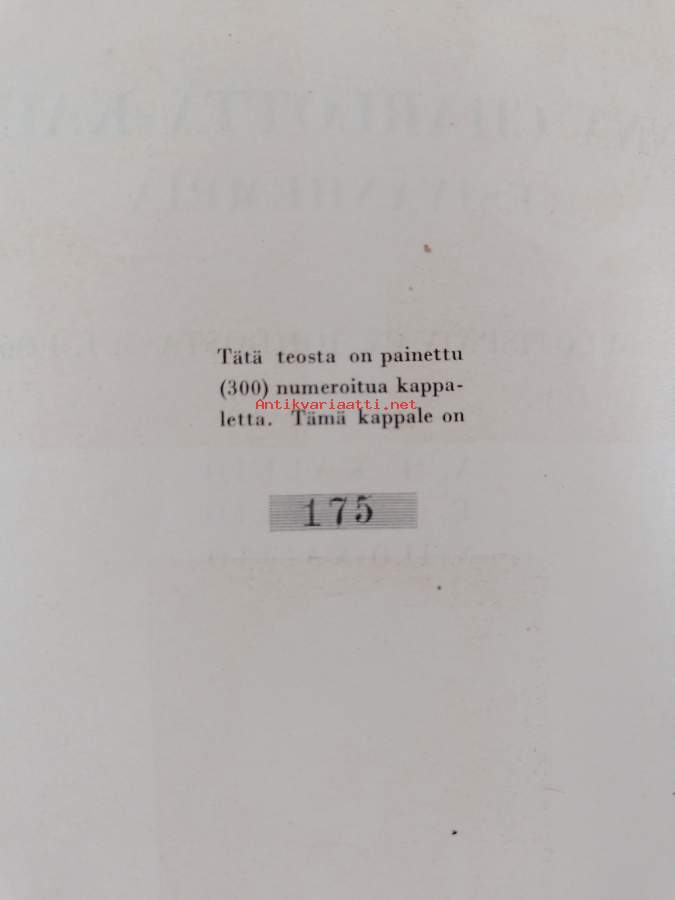 Tätä teosta on painettu
(300) numeroitua kappa-
Antikvariaatti.net
letta. Tämä kappale on
175